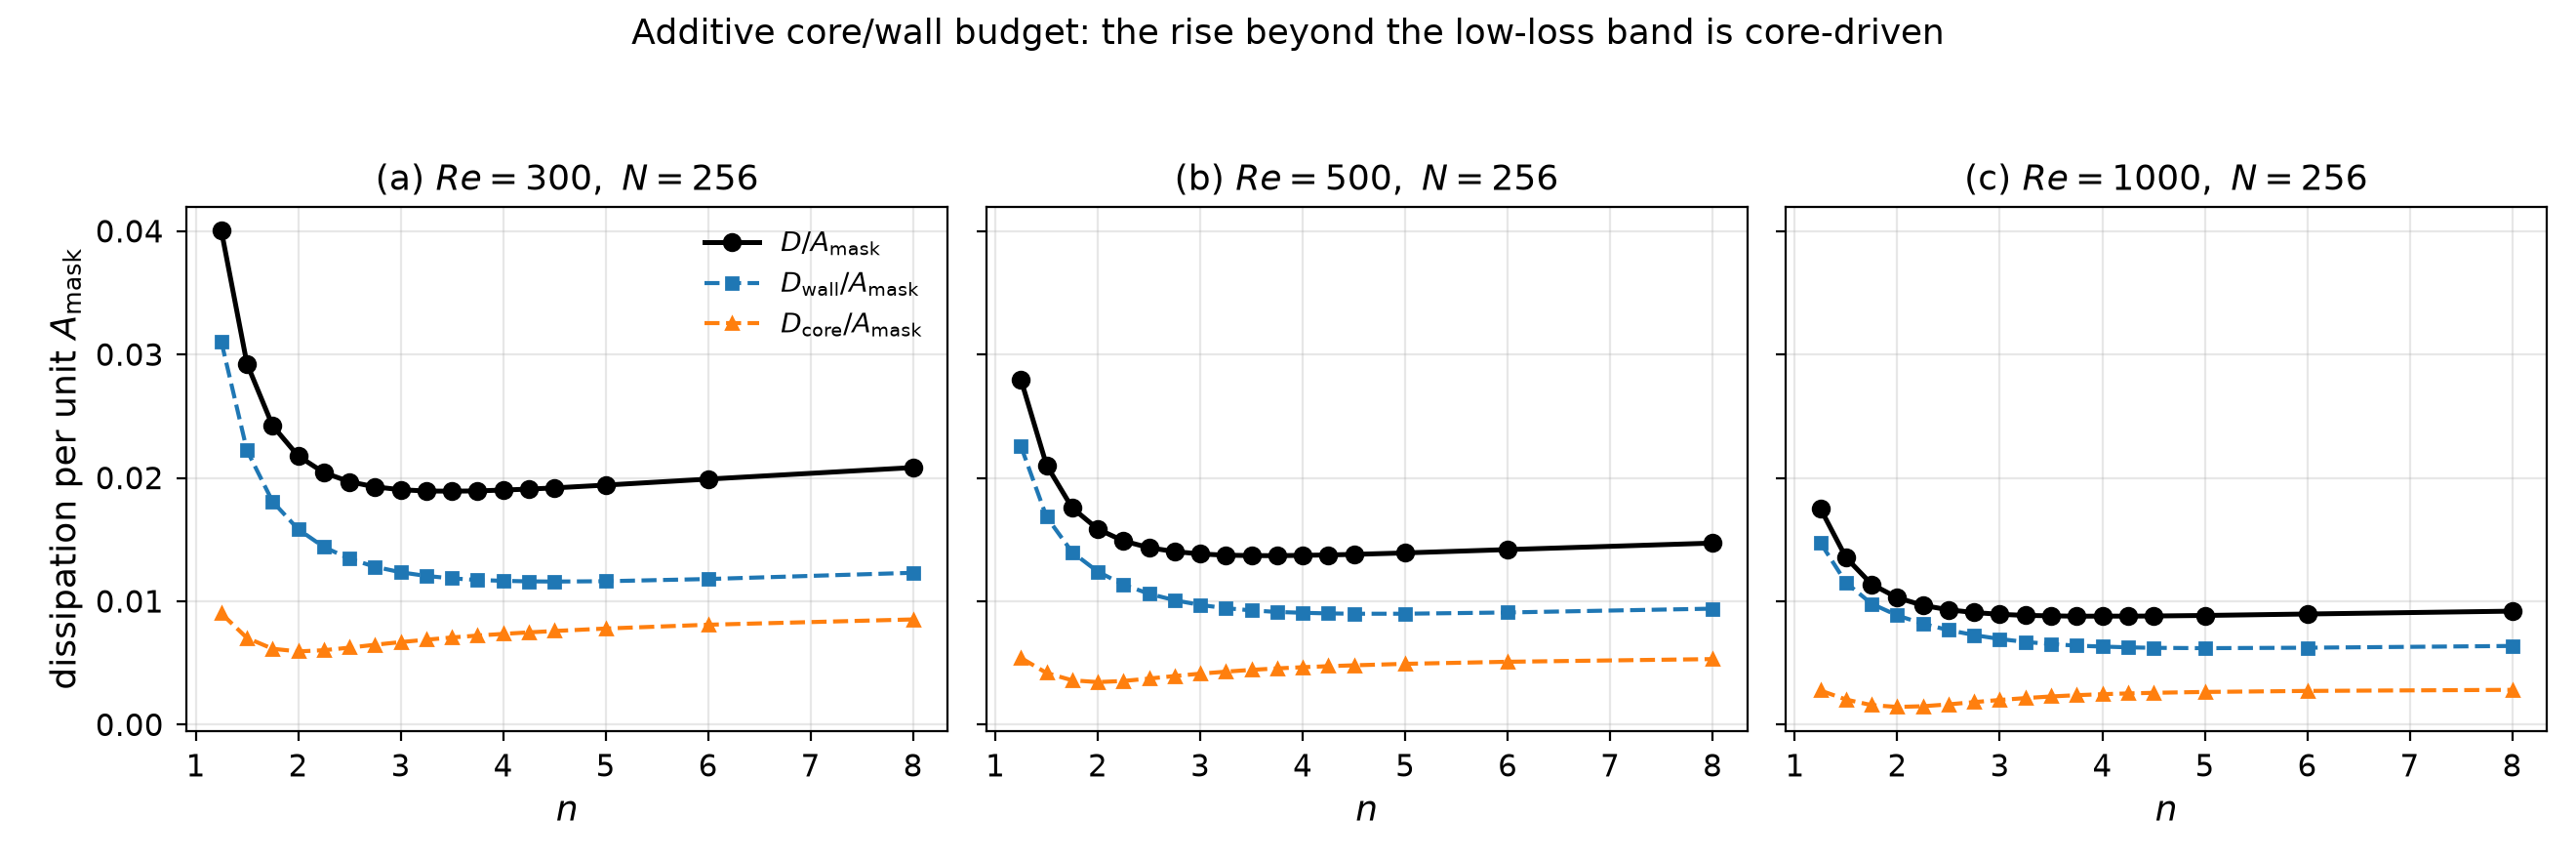 Additive core/wall budget: the rise beyond the low-loss band is core-driven
(a) Re = 300, N = 256
(b) Re = 500, N = 256
(c) Re = 1000, N = 256
dissipation per unit A_mask
0.04
0.03
0.02
0.01
0.00
D/A_mask
D_wall/A_mask
D_core/A_mask
1 2 3 4 5 6 7 8
1 2 3 4 5 6 7 8
1 2 3 4 5 6 7 8
n
n
n